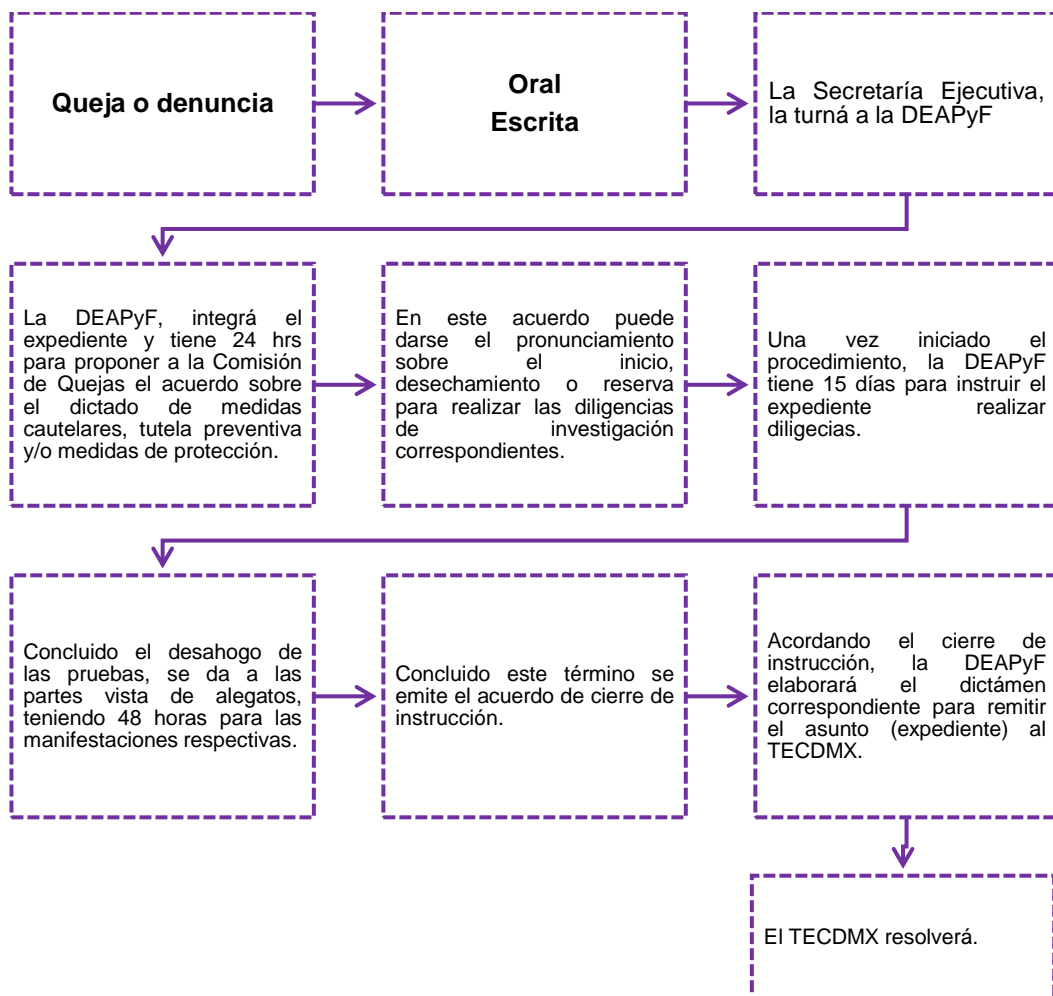 Queja o denuncia
Oral
Escrita
La Secretaría Ejecutiva,
la turná a la DEAPyF
La DEAPyF, integrá el
expediente y tiene 24 hrs
para proponer a la Comisión
de Quejas el acuerdo sobre
el dictado de medidas
cautelares, tutela preventiva
y/o medidas de protección.
En este acuerdo puede
darse el pronunciamiento
sobre el inicio,
desechamiento o reserva
para realizar las diligencias
de investigación
correspondientes.
Una vez iniciado el
procedimiento, la DEAPyF
tiene 15 días para instruir el
expediente realizar
diligecias.
Concluido el desahogo de
las pruebas, se da a las
partes vista de alegatos,
teniendo 48 horas para las
manifestaciones respectivas.
Concluido este término se
emite el acuerdo de cierre de
instrucción.
Acordando el cierre de
instrucción, la DEAPyF
elaborará el dictámen
correspondiente para remitir
el asunto (expediente) al
TECDMX.
El TECDMX resolverá.